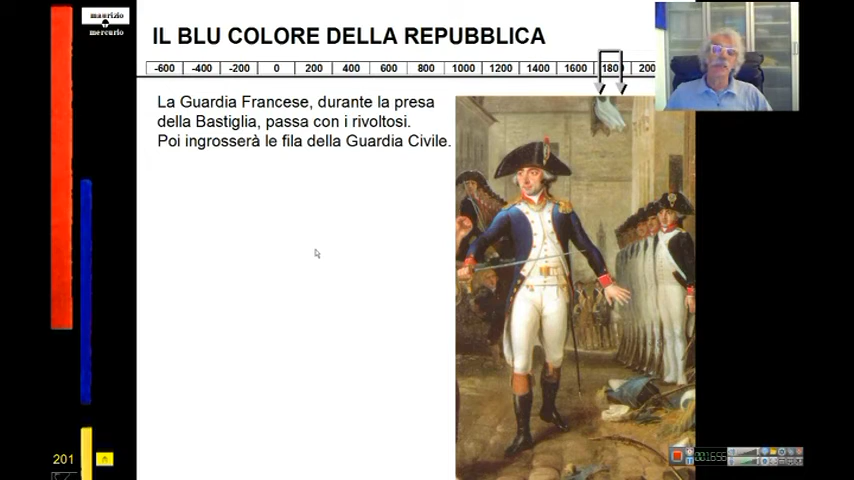 maurizio
mercurio
IL BLU COLORE DELLA REPUBBLICA
-600 -400 -200 0 200 400 600 800 1000 1200 1400 1600 180 200
La Guardia Francese, durante la presa
della Bastiglia, passa con i rivoltosi.
Poi ingrosserà le fila della Guardia Civile.
201